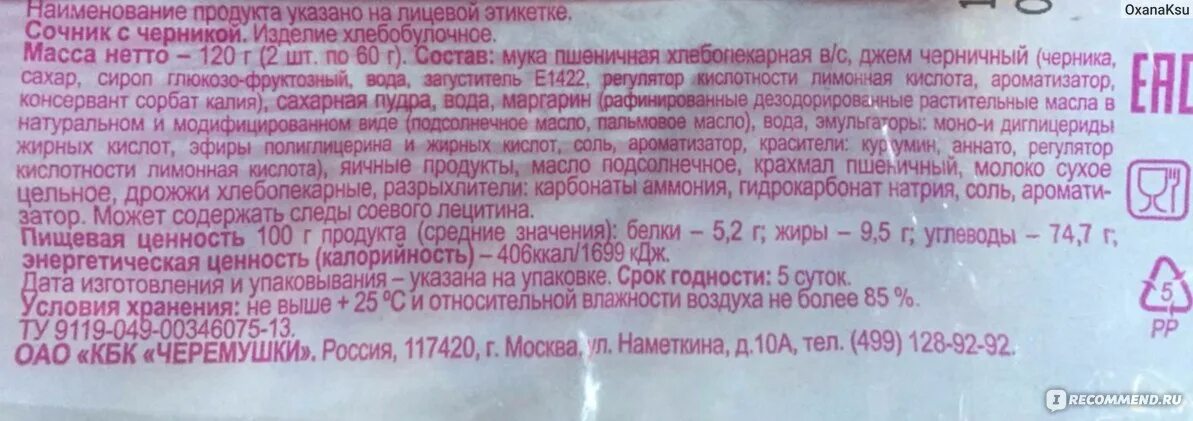 OxanaKsu
Наименование продукта указано на лицевой этикетке.
Сочник с черникой. Изделие хлебобулочное.
Масса нетто – 120 г (2 шт. по 60 г). Состав: мука пшеничная хлебопекарная в/с, джем черничный (черника,
сахар, сироп глюкозо-фруктозный, вода, загуститель Е1422, регулятор кислотности лимонная кислота, ароматизатор,
консервант сорбат калия), сахарная пудра, вода, маргарин (рафинированные дезодорированные растительные масла в
натуральном и модифицированном виде (подсолнечное масло, пальмовое масло), вода, эмульгаторы: моно-и диглицериды
жирных кислот, эфиры полиглицерина и жирных кислот, соль, ароматизатор, красители: куркумин, аннато, регулятор
кислотности лимонная кислота), яичные продукты, масло подсолнечное, крахмал пшеничный, молоко сухое
цельное, дрожжи хлебопекарные, разрыхлители: карбонаты аммония, гидрокарбонат натрия, соль, аромати-
затор. Может содержать следы соевого лецитина.
Пищевая ценность 100 г продукта (средние значения): белки – 5,2 г; жиры – 9,5 г; углеводы – 74,7 г;
энергетическая ценность (калорийность) – 406ккал/1699 кДж.
Дата изготовления и упаковывания – указана на упаковке. Срок годности: 5 суток.
Условия хранения: не выше + 25 °С и относительной влажности воздуха не более 85 %.
ТУ 9119-049-00346075-13.
ОАО «КБК «ЧЕРЕМУШКИ». Россия, 117420, г. Москва, ул. Наметкина, д.10А, тел. (499) 128-92-92.
EAC
5
PP
I RECOMMEND.RU